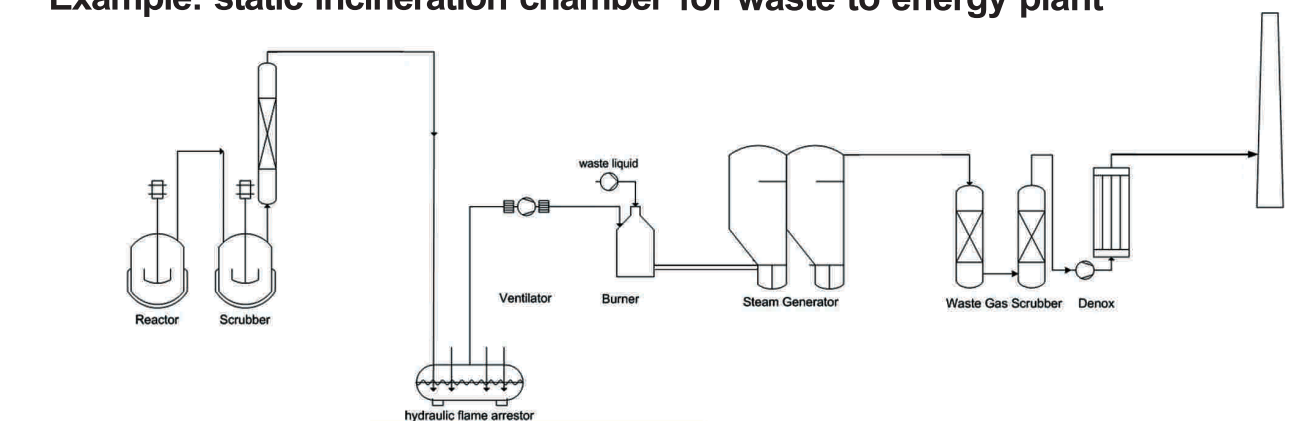 Example: static incineration chamber for waste to energy plant
waste liquid
Ventilator
Burner
Steam Generator
Waste Gas Scrubber
Denox
Reactor
Scrubber
hydraulic flame arrestor